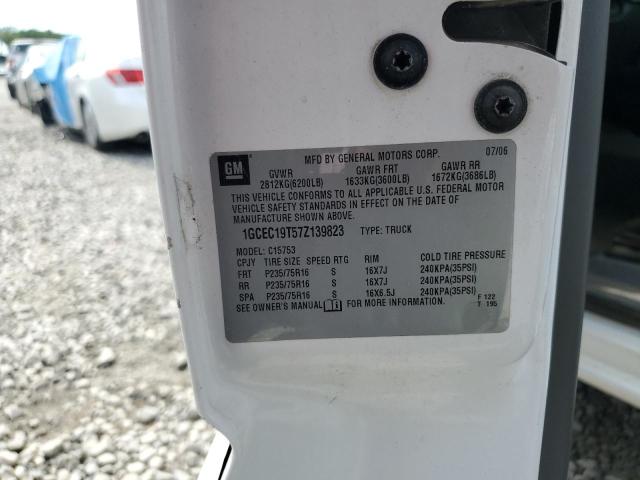 GM
MFD BY GENERAL MOTORS CORP. 07/06
GVWR GAWR FRT GAWR RR
2812KG(6200LB) 1633KG(3600LB) 1672KG(3686LB)
THIS VEHICLE CONFORMS TO ALL APPLICABLE U.S. FEDERAL MOTOR
VEHICLE SAFETY STANDARDS IN EFFECT ON THE DATE OF
MANUFACTURE SHOWN ABOVE.
1GCEC19T57Z139823 TYPE: TRUCK
MODEL: C15753
CPJY TIRE SIZE SPEED RTG RIM COLD TIRE PRESSURE
FRT P235/75R16 S 16X7J 240KPA(35PSI)
RR P235/75R16 S 16X7J 240KPA(35PSI)
SPA P235/75R16 S 16X6.5J 240KPA(35PSI)
SEE OWNER'S MANUAL FOR MORE INFORMATION.
F 122
T 195